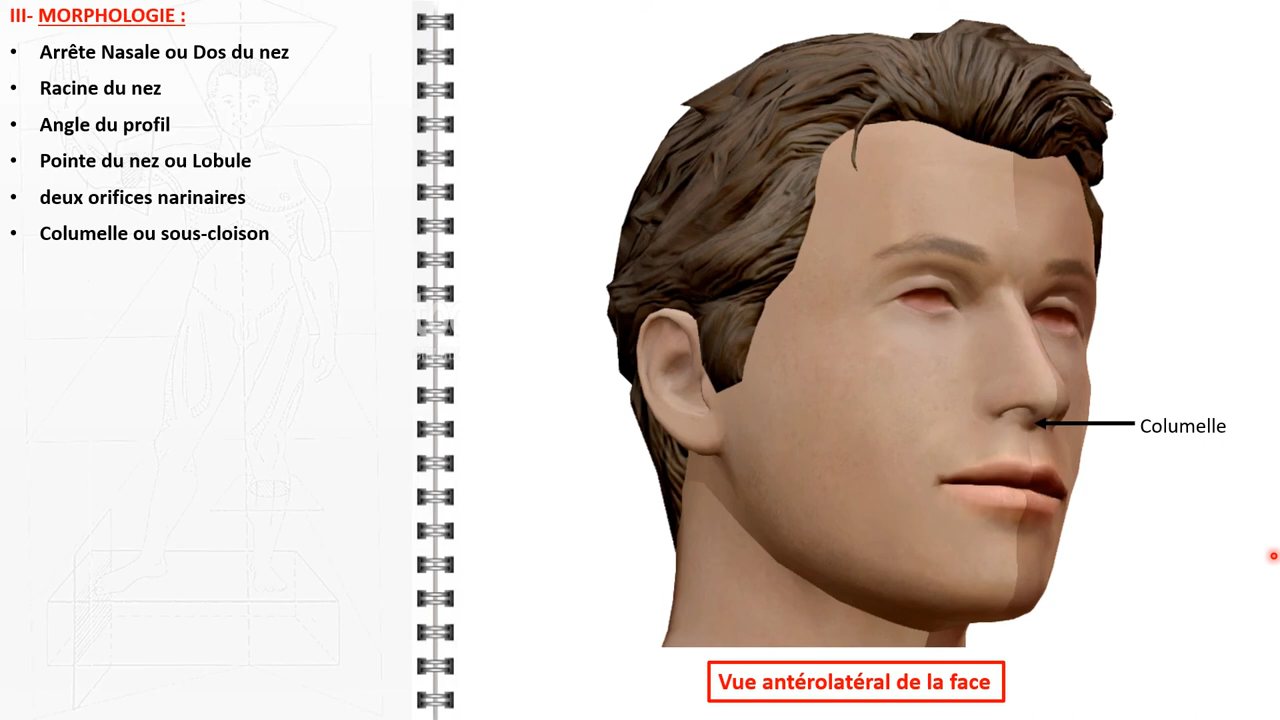 III- MORPHOLOGIE :
• Arrête Nasale ou Dos du nez
• Racine du nez
• Angle du profil
• Pointe du nez ou Lobule
• deux orifices narinaires
• Columelle ou sous-cloison
Columelle
Vue antérolatéral de la face